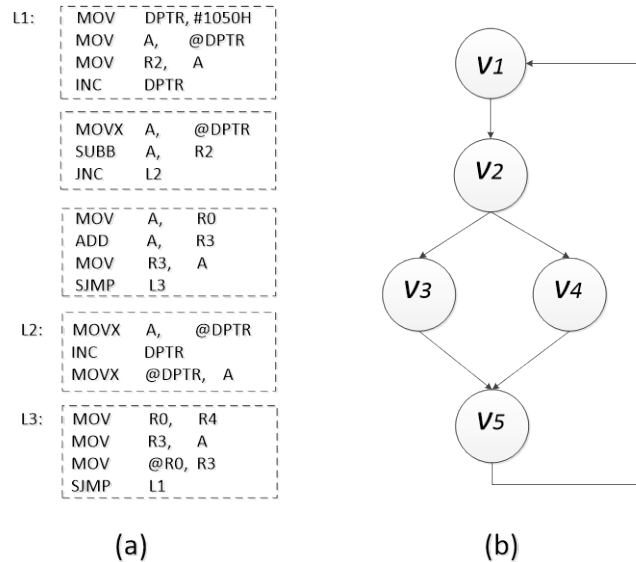 L1: MOV DPTR, #1050H
MOV A, @DPTR
MOV R2, A
INC DPTR
MOVX A, @DPTR
SUBB A, R2
JNC L2
MOV A, R0
ADD A, R3
MOV R3, A
SJMP L3
L2: MOVX A, @DPTR
INC DPTR
MOVX @DPTR, A
L3: MOV R0, R4
MOV R3, A
MOV @R0, R3
SJMP L1
(a)
V1
V2
V3 V4
V5
(b)